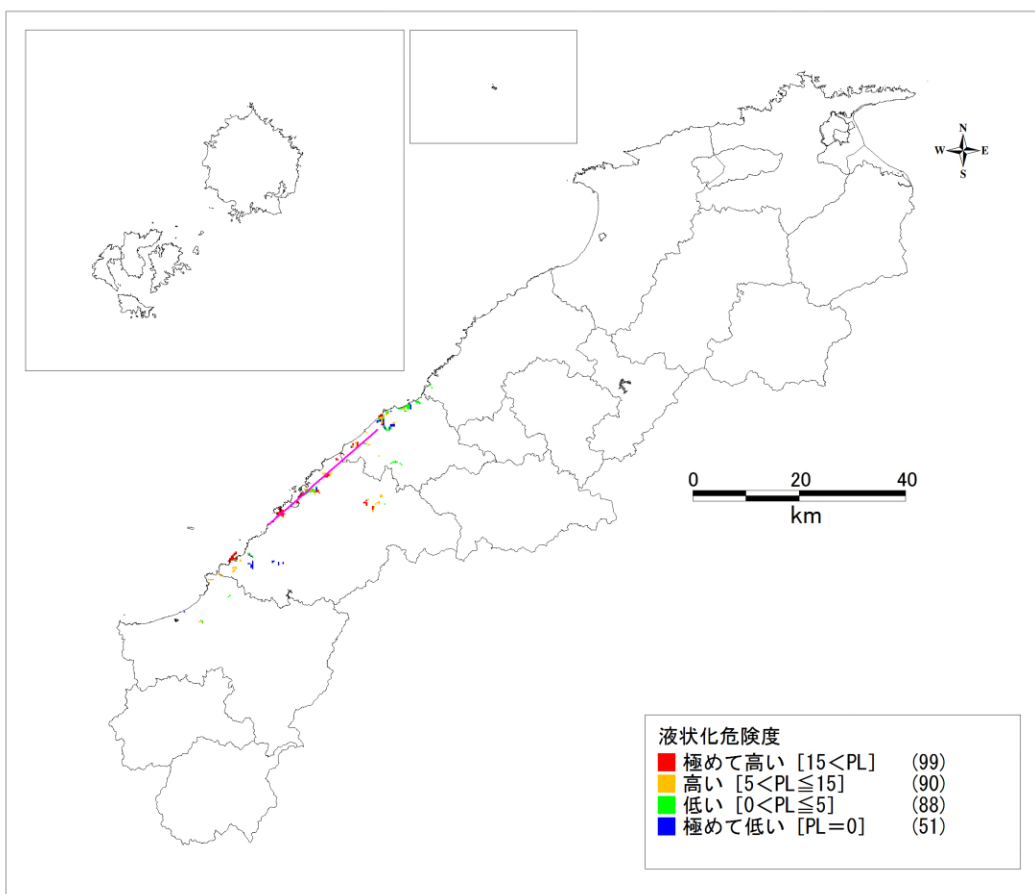 N
W E
S
0 20 40
km
液状化危険度
極めて高い [15<PL] (99)
高い [5<PL≦15] (90)
低い [0<PL≦5] (88)
極めて低い [PL=0] (51)